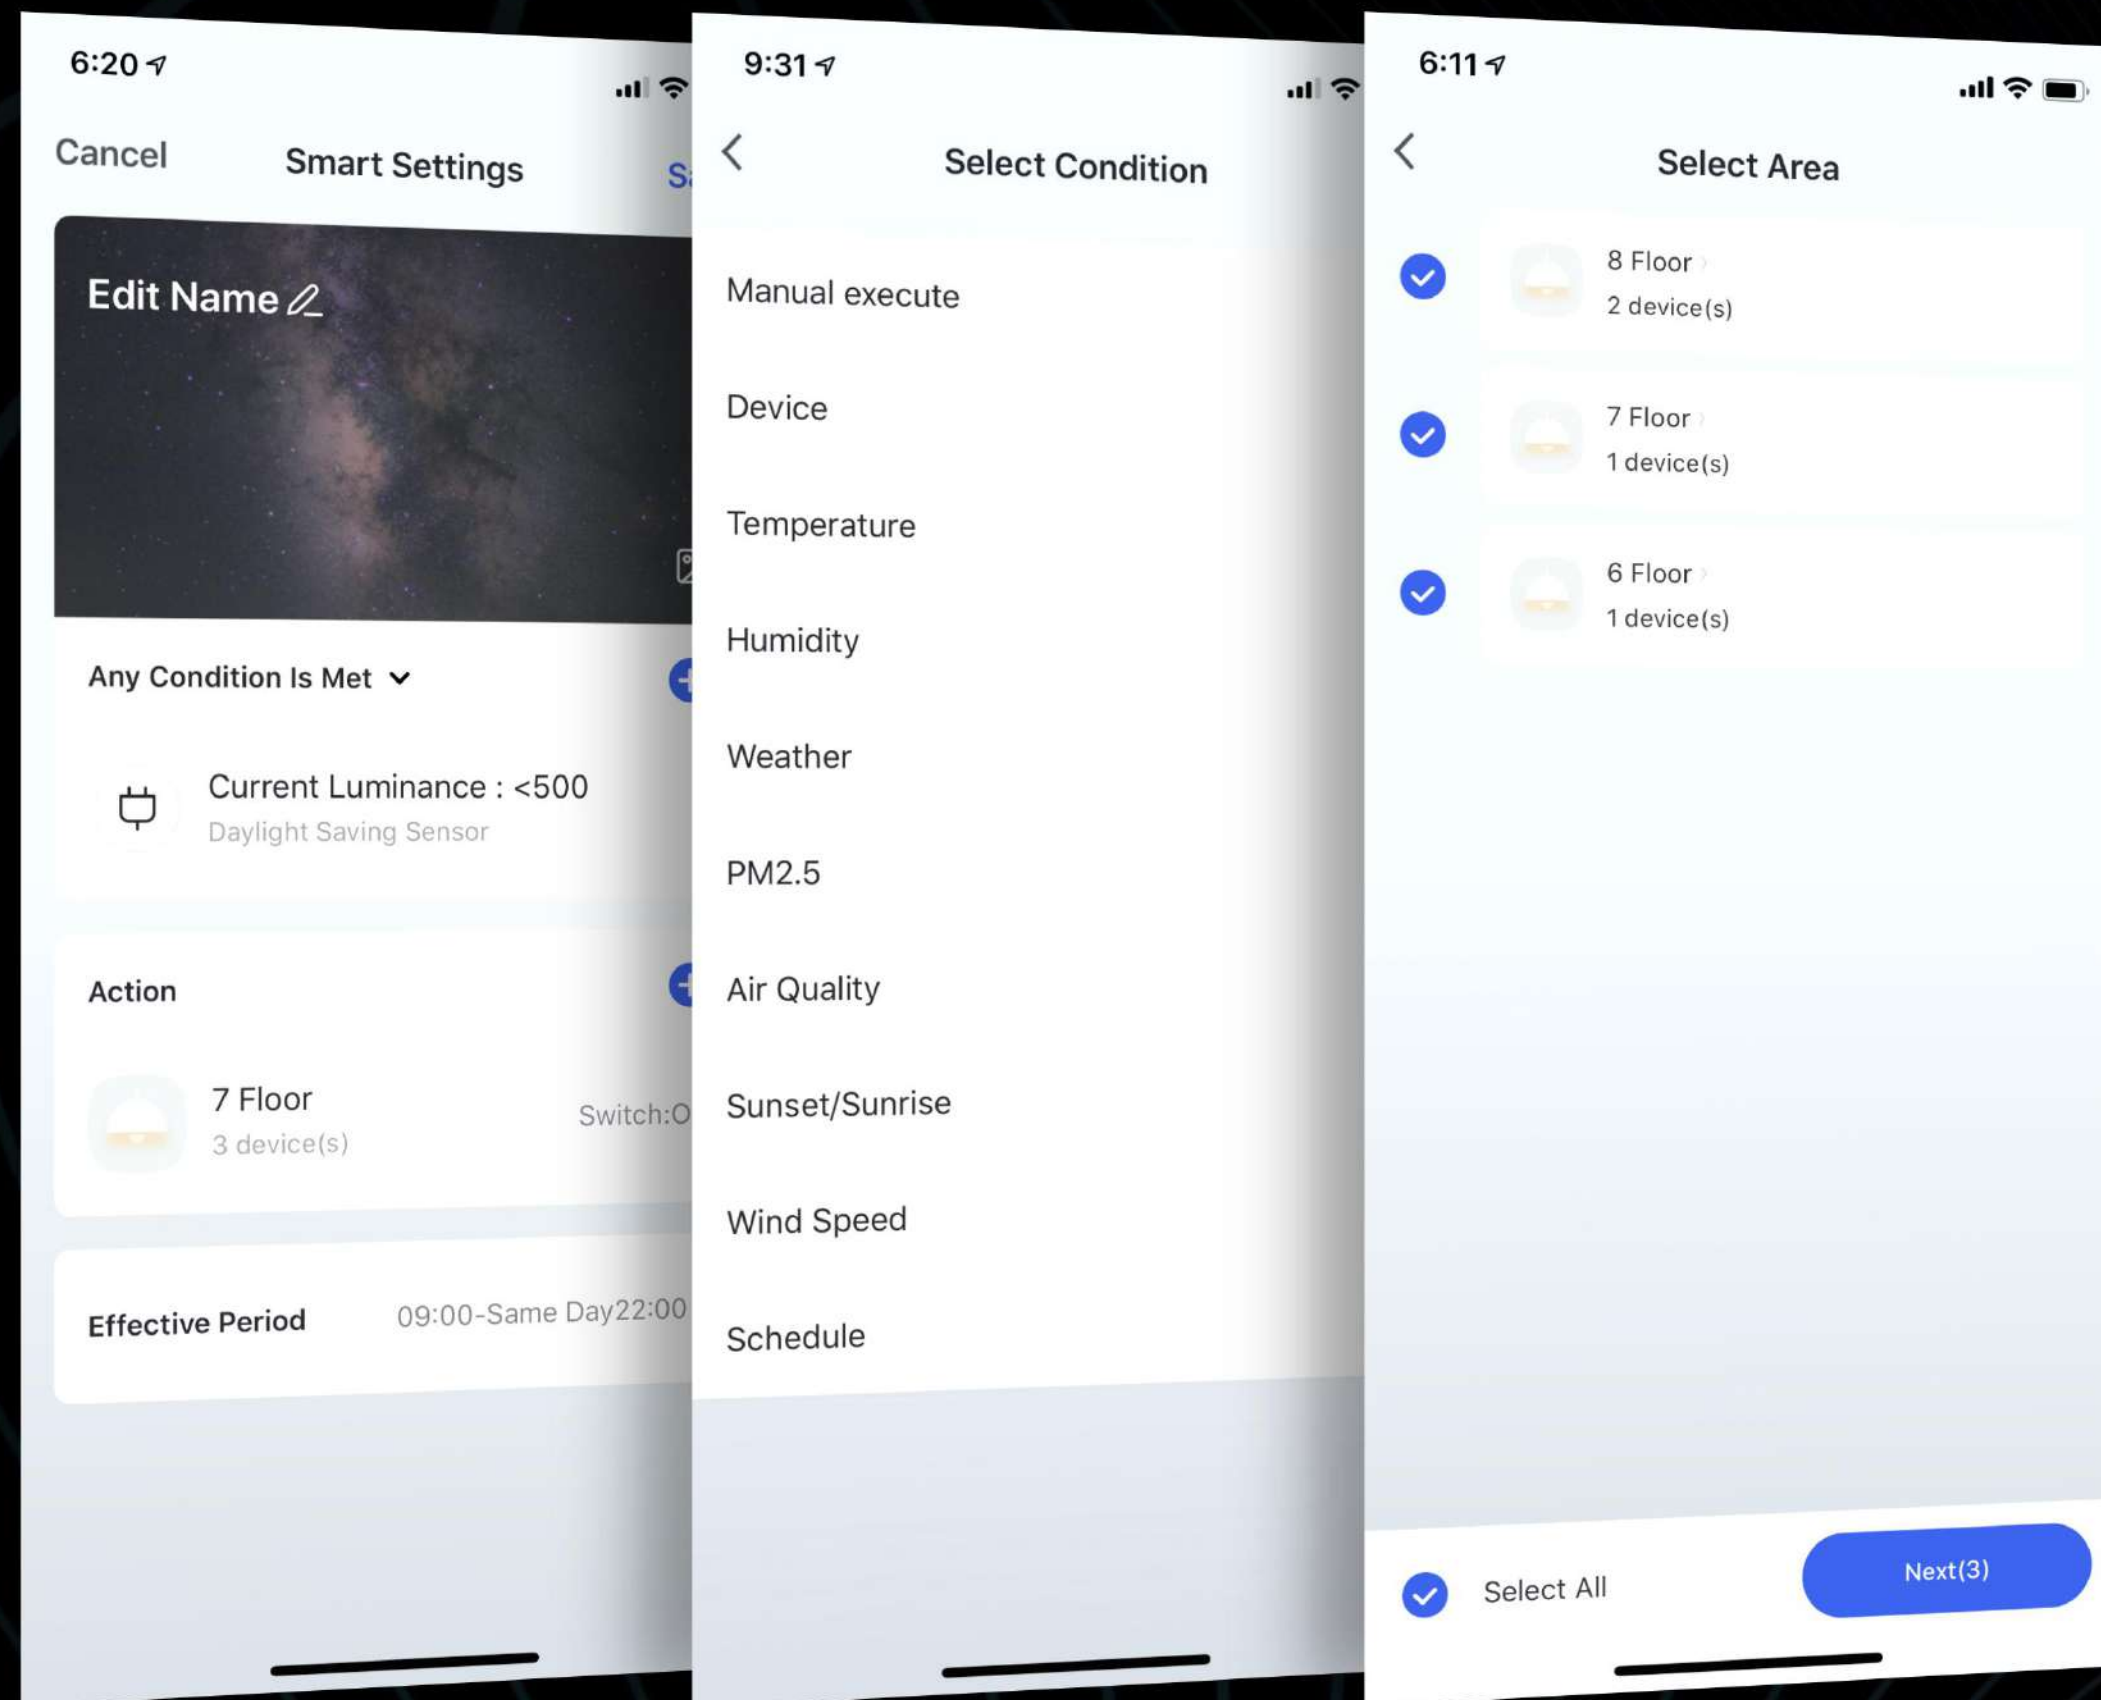 6:20
Cancel
Smart Settings
Edit Name
Any Condition Is Met
Current Luminance : <500
Daylight Saving Sensor
Action
7 Floor
3 device(s)
Effective Period
09:00-Same Day22:00
9:31
Select Condition
Manual execute
Device
Temperature
Humidity
Weather
PM2.5
Air Quality
Sunset/Sunrise
Wind Speed
Schedule
6:11
Select Area
8 Floor
2 device(s)
7 Floor
1 device(s)
6 Floor
1 device(s)
Select All
Next(3)